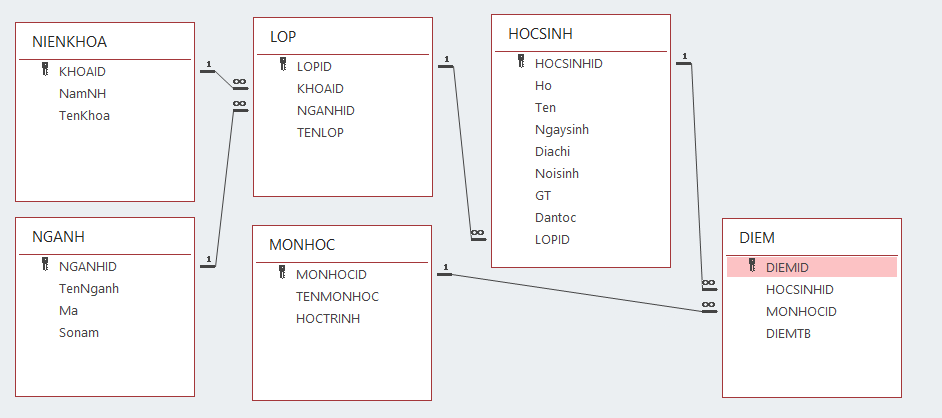 NIENKHOA
KHOAID
NamNH
TenKhoa
LOP
LOPID
KHOAID
NGANHID
TENLOP
HOCSINH
HOCSINHID
Ho
Ten
Ngaysinh
Diachi
Noisinh
GT
Dantoc
LOPID
NGANH
NGANHID
TenNganh
Ma
Sonam
MONHOC
MONHOCID
TENMONHOC
HOCTRINH
DIEM
DIEMID
HOCSINHID
MONHOCID
DIEMTB
1
∞
∞
1
1
∞
1
∞
1
∞